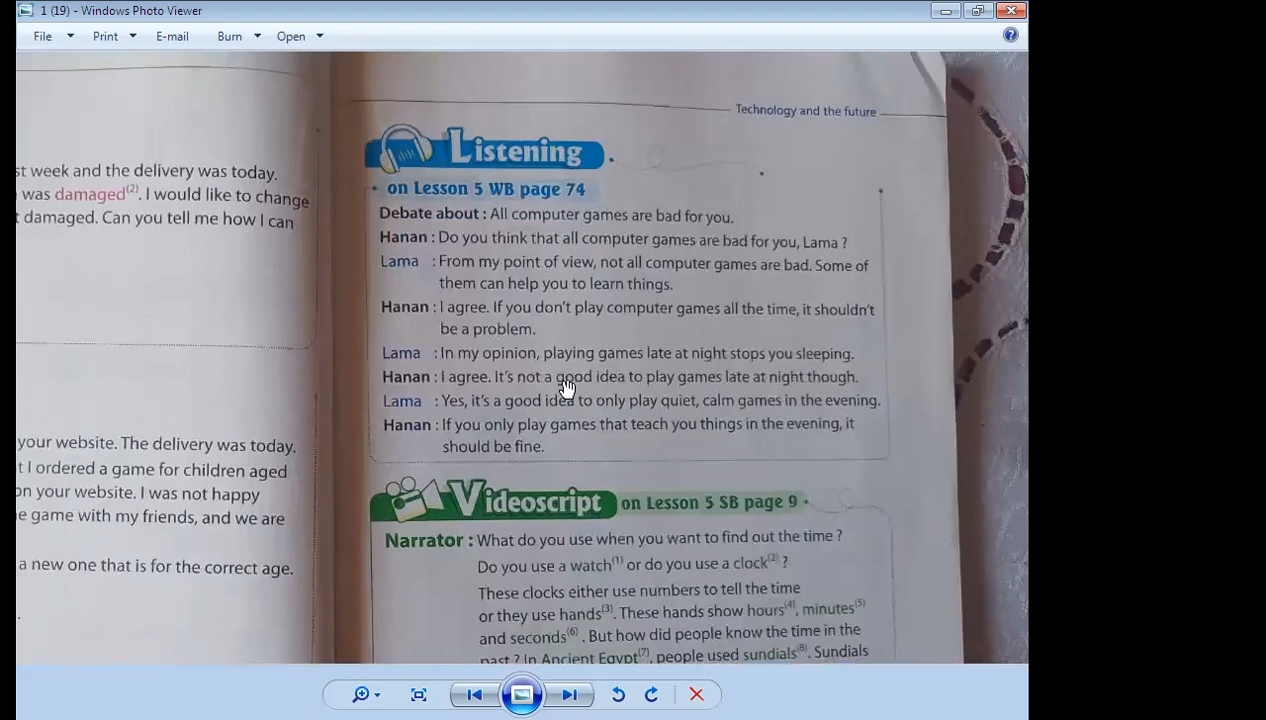 1 (19) - Windows Photo Viewer
File Print E-mail Burn Open
Technology and the future
st week and the delivery was today.
was damaged(2). I would like to change
t damaged. Can you tell me how I can
your website. The delivery was today.
t I ordered a game for children aged
on your website. I was not happy
e game with my friends, and we are
a new one that is for the correct age.
Listening
on Lesson 5 WB page 74
Debate about : All computer games are bad for you.
Hanan : Do you think that all computer games are bad for you, Lama ?
Lama : From my point of view, not all computer games are bad. Some of
them can help you to learn things.
Hanan : I agree. If you don't play computer games all the time, it shouldn't
be a problem.
Lama : In my opinion, playing games late at night stops you sleeping.
Hanan : I agree. It's not a good idea to play games late at night though.
Lama : Yes, it's a good idea to only play quiet, calm games in the evening.
Hanan : If you only play games that teach you things in the evening, it
should be fine.
Videoscript on Lesson 5 SB page 9
Narrator : What do you use when you want to find out the time ?
Do you use a watch(1) or do you use a clock(2) ?
These clocks either use numbers to tell the time
or they use hands(3). These hands show hours(4), minutes(5)
and seconds(6). But how did people know the time in the
past ? In Ancient Egypt(7), people used sundials(8). Sundials